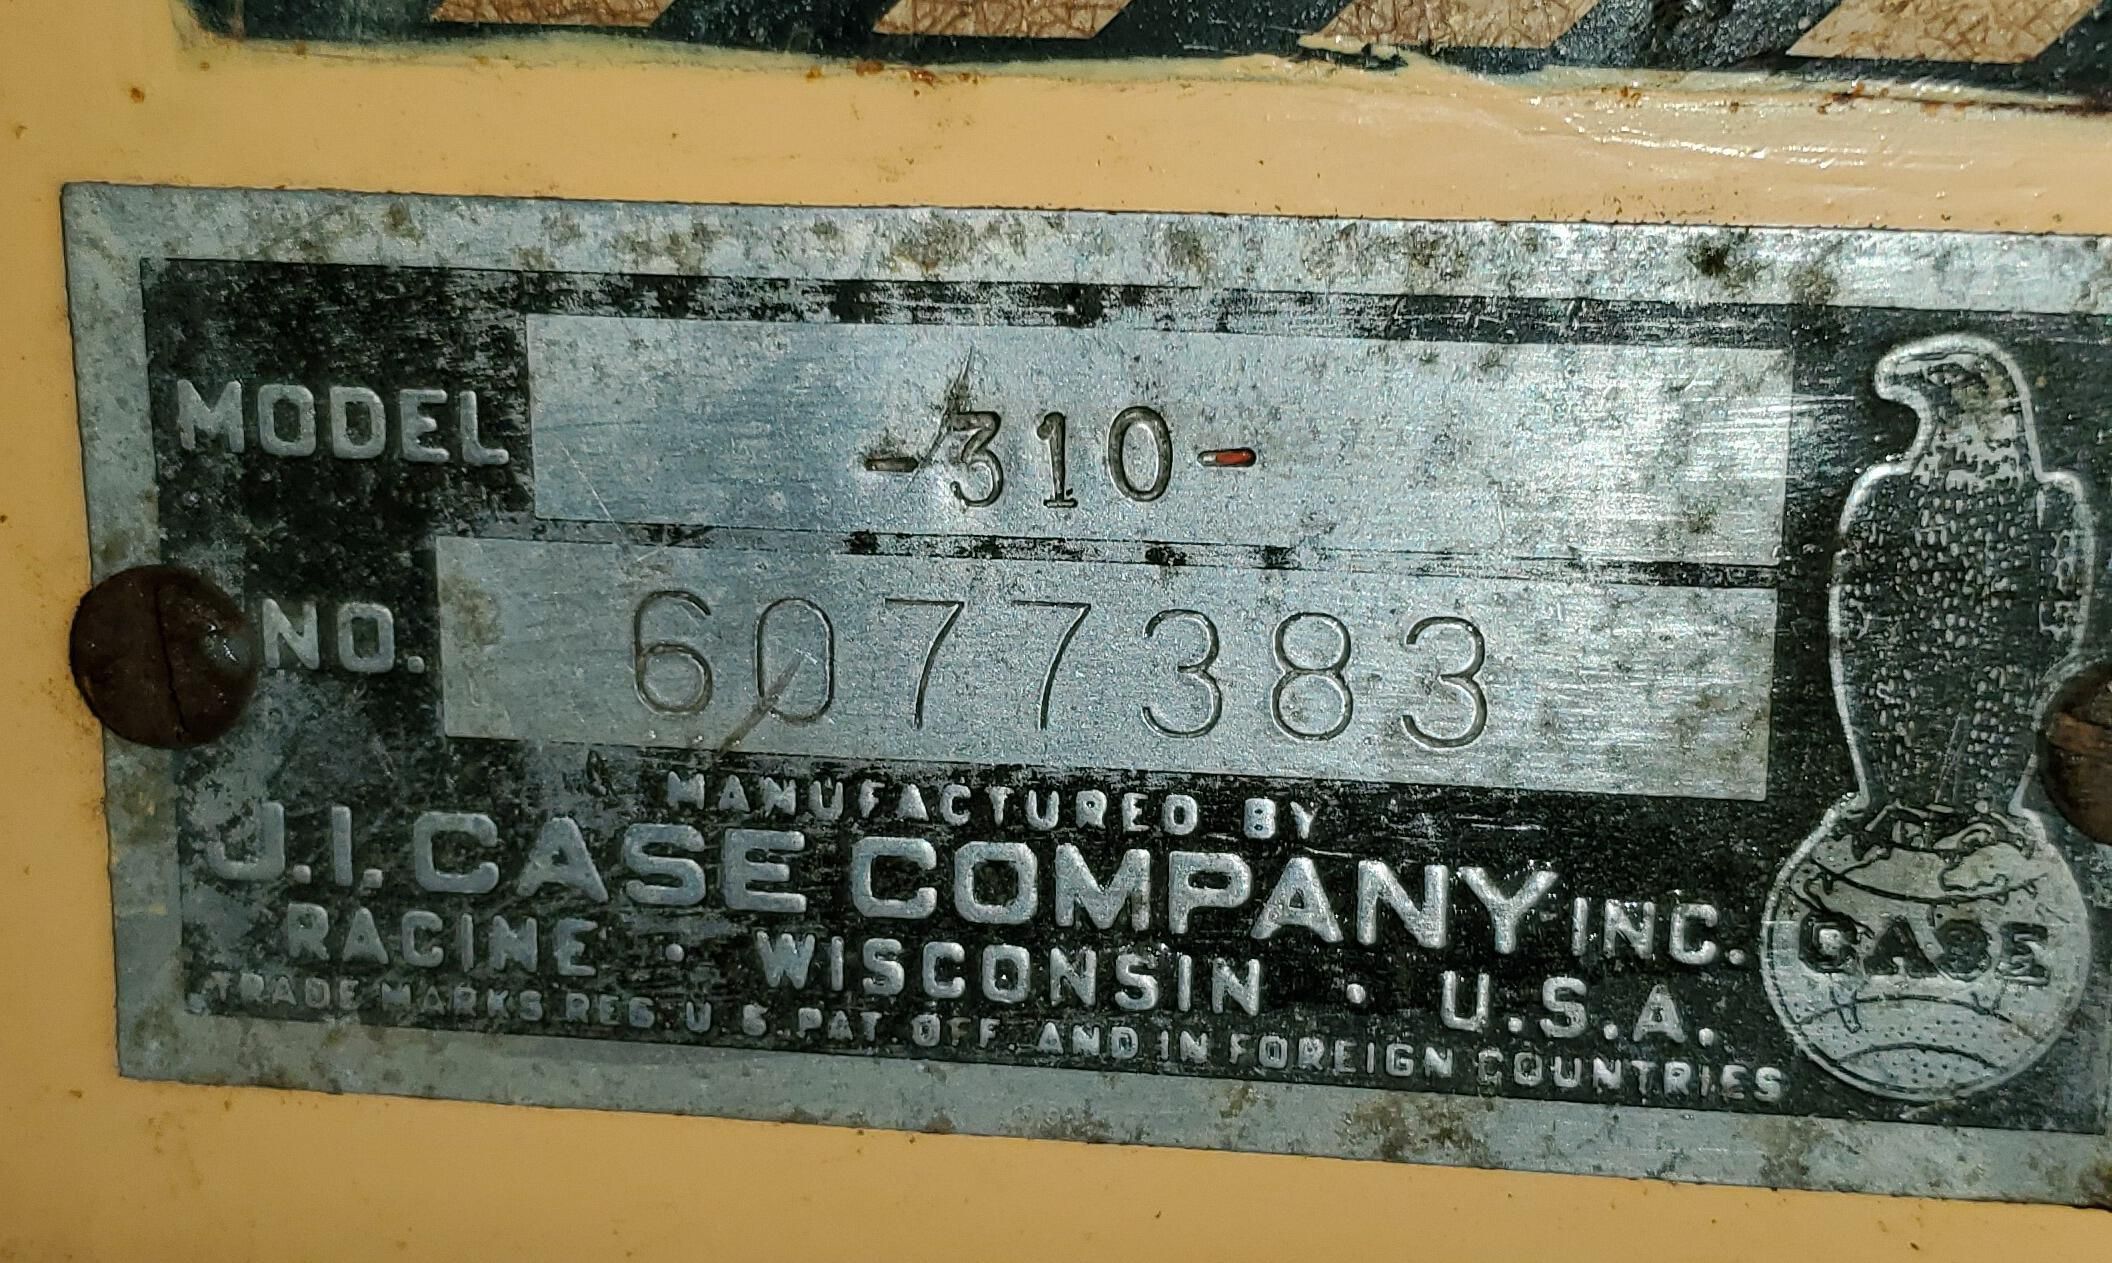 MODEL -310-
NO. 6077383
MANUFACTURED BY
J.I. CASE COMPANY INC.
RACINE · WISCONSIN · U.S.A.
TRADE MARKS REG. U.S. PAT. OFF. AND IN FOREIGN COUNTRIES
CASE